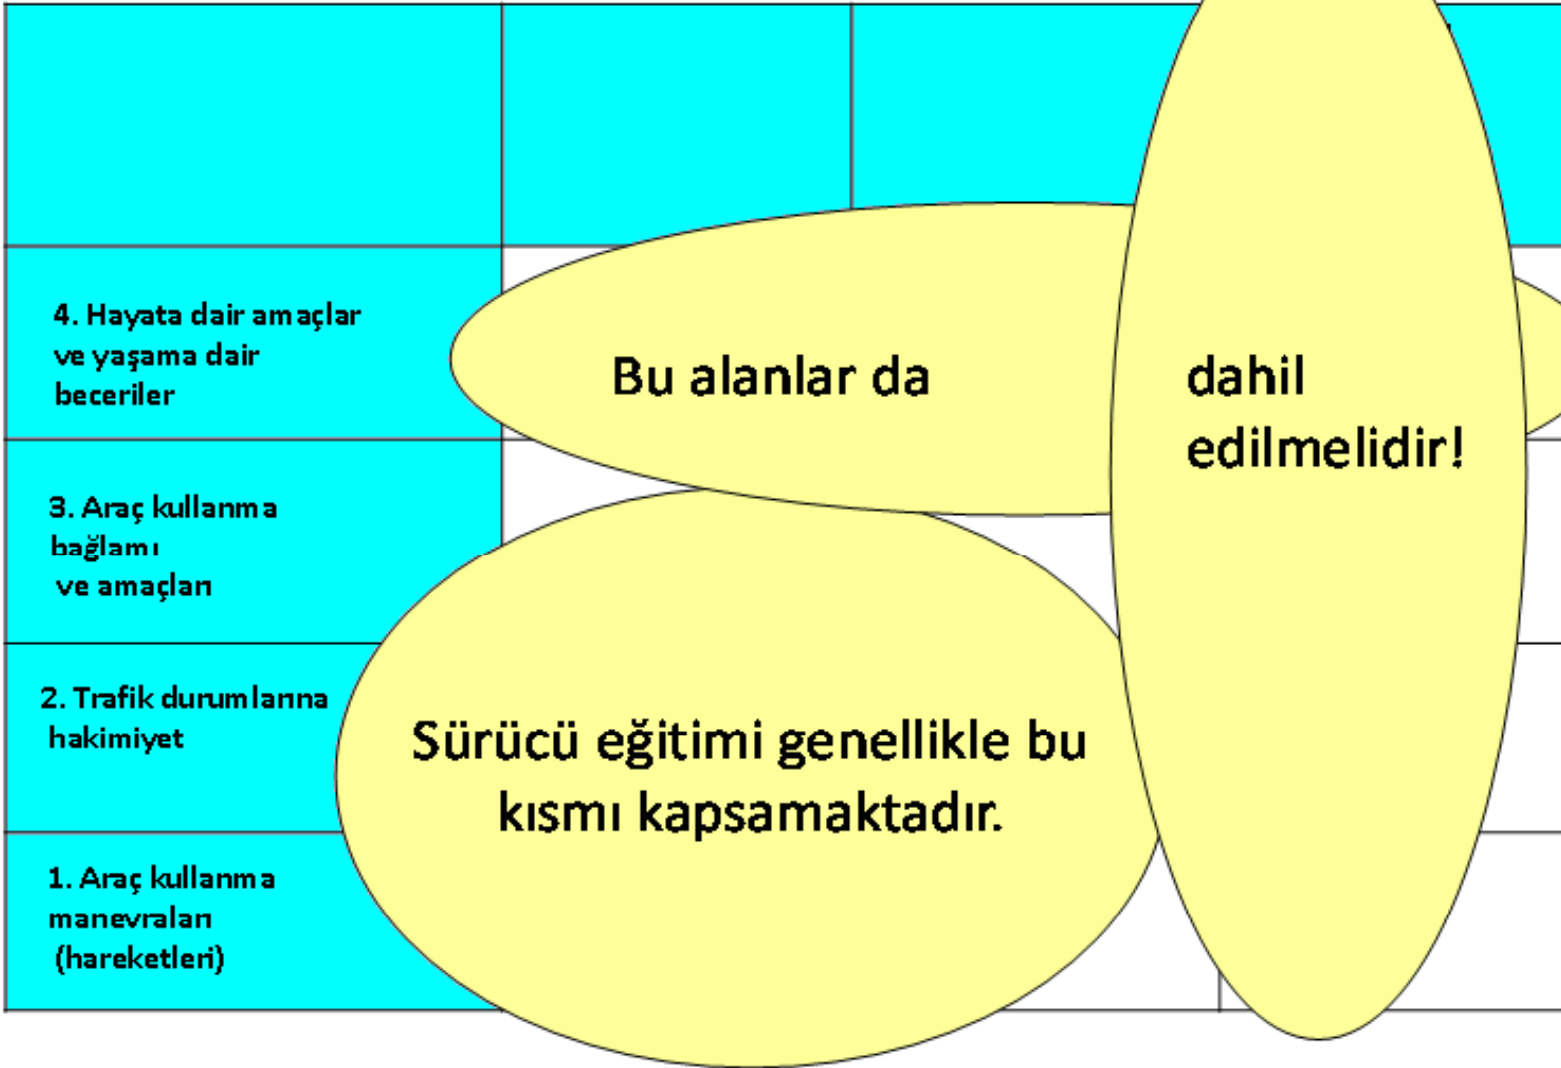 4. Hayata dair amaçlar
ve yaşama dair
beceriler
Bu alanlar da
dahil
edilmelidir!
3. Araç kullanma
bağlamı
ve amaçları
2. Trafik durumlarına
hakimiyet
Sürücü eğitimi genellikle bu
kısmı kapsamaktadır.
1. Araç kullanma
manevraları
(hareketleri)